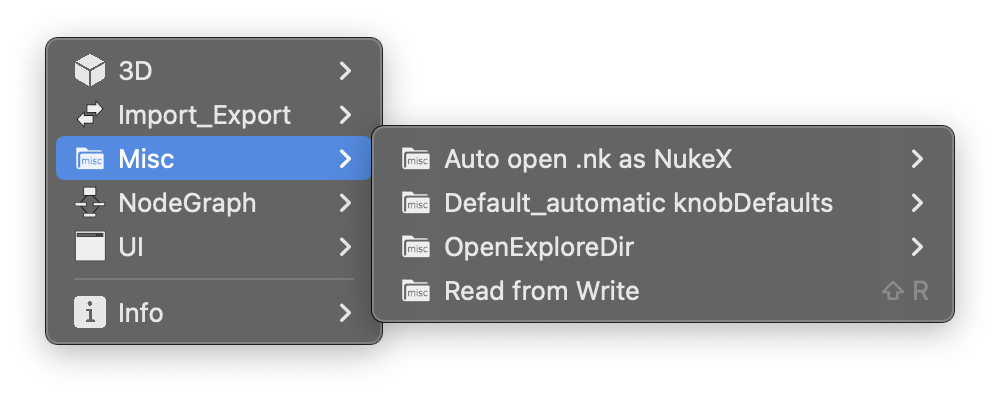 3D
Import_Export
Misc
NodeGraph
UI
Info
misc Auto open .nk as NukeX
misc Default_automatic knobDefaults
misc OpenExploreDir
misc Read from Write ⇧ R